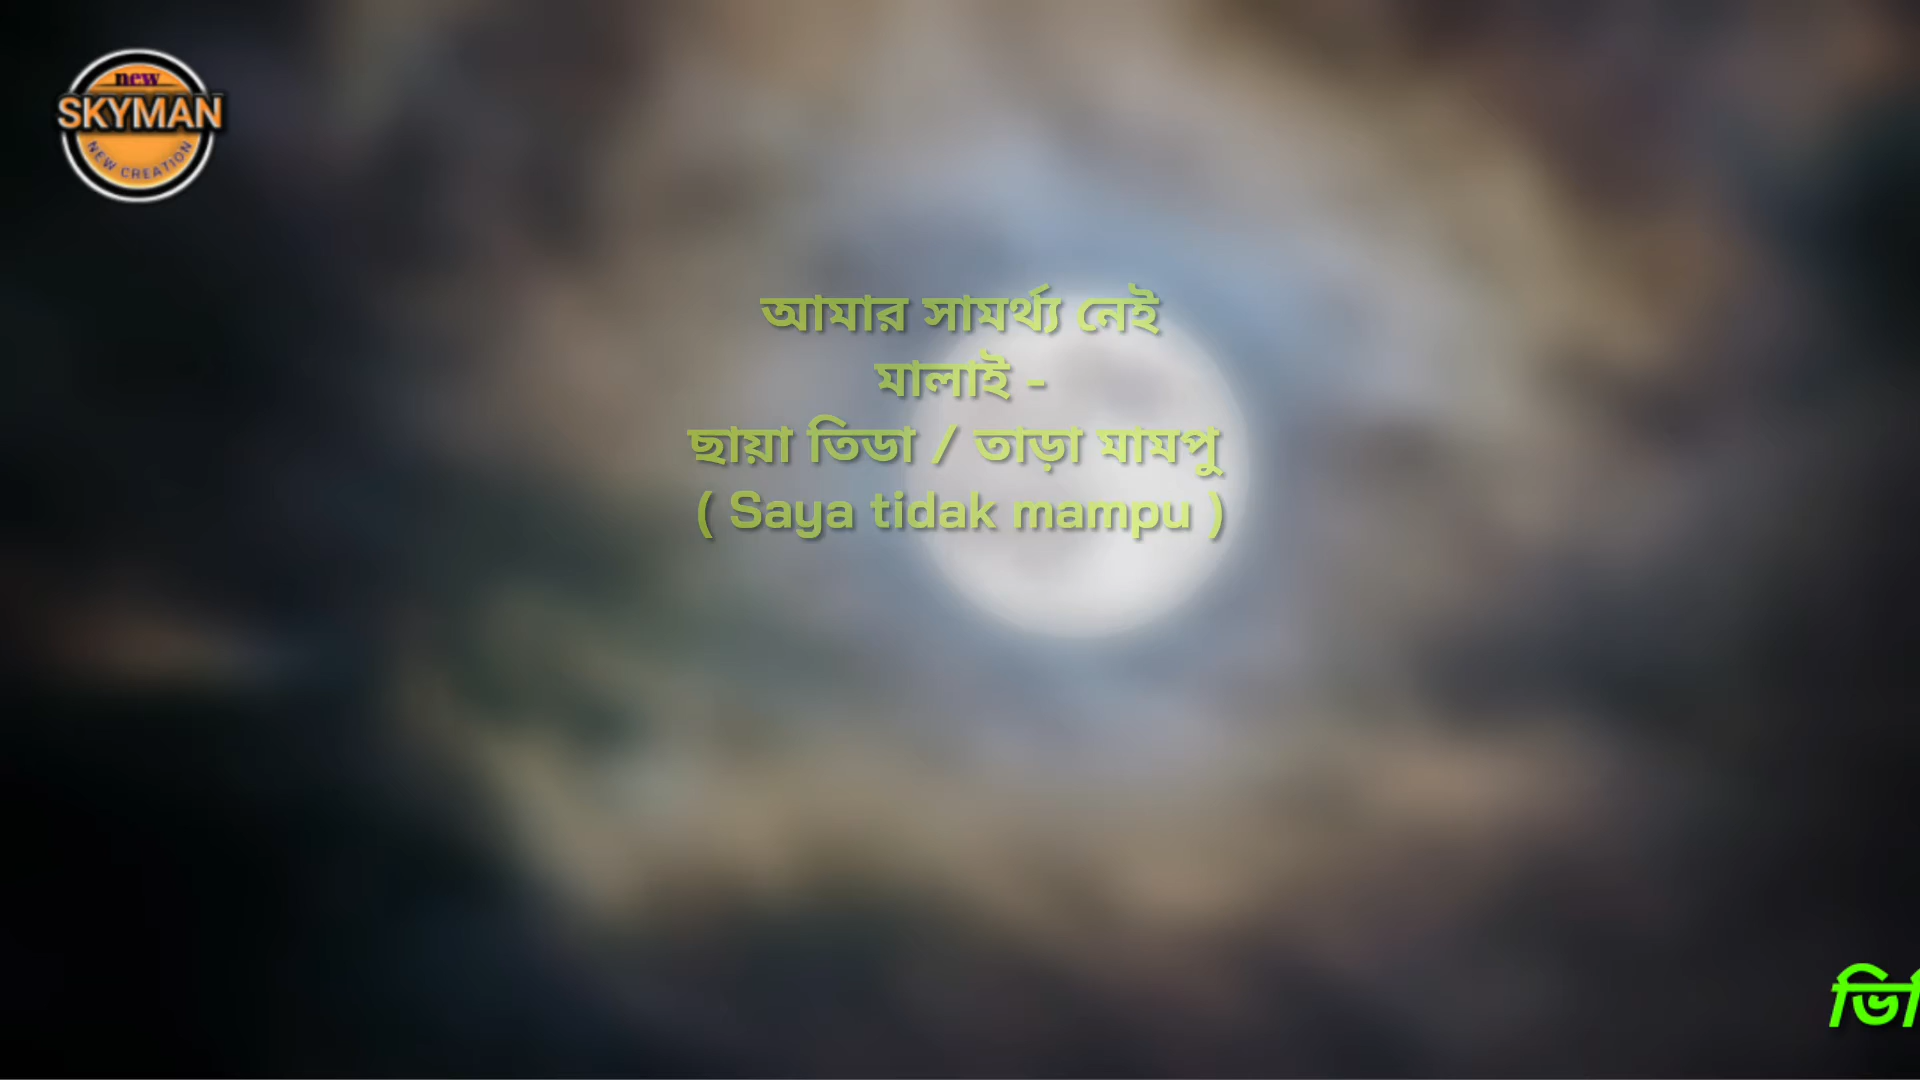 new
SKYMAN
NEW CREATION
আমার সামর্থ্য নেই
মালাই -
ছায়া তিডা / তাড়া মামপু
( Saya tidak mampu )